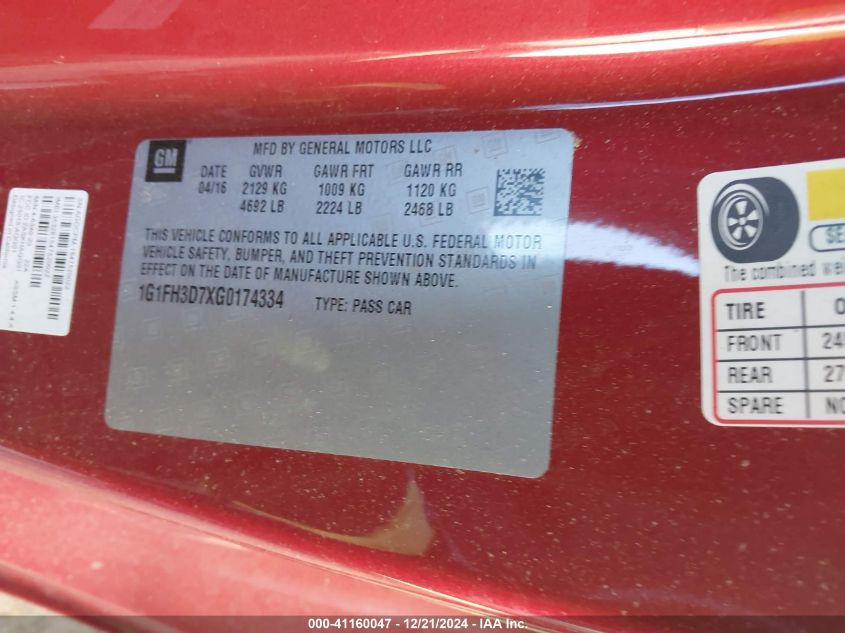 GM
MFD BY GENERAL MOTORS LLC
DATE GVWR GAWR FRT GAWR RR
04/16 2129 KG 1009 KG 1120 KG
4692 LB 2224 LB 2468 LB
THIS VEHICLE CONFORMS TO ALL APPLICABLE U.S. FEDERAL MOTOR
VEHICLE SAFETY, BUMPER, AND THEFT PREVENTION STANDARDS IN
EFFECT ON THE DATE OF MANUFACTURE SHOWN ABOVE.
1G1FH3D7XG0174334 TYPE: PASS CAR
The combined
TIRE
FRONT
REAR
SPARE
000-41160047 - 12/21/2024 - IAA Inc.